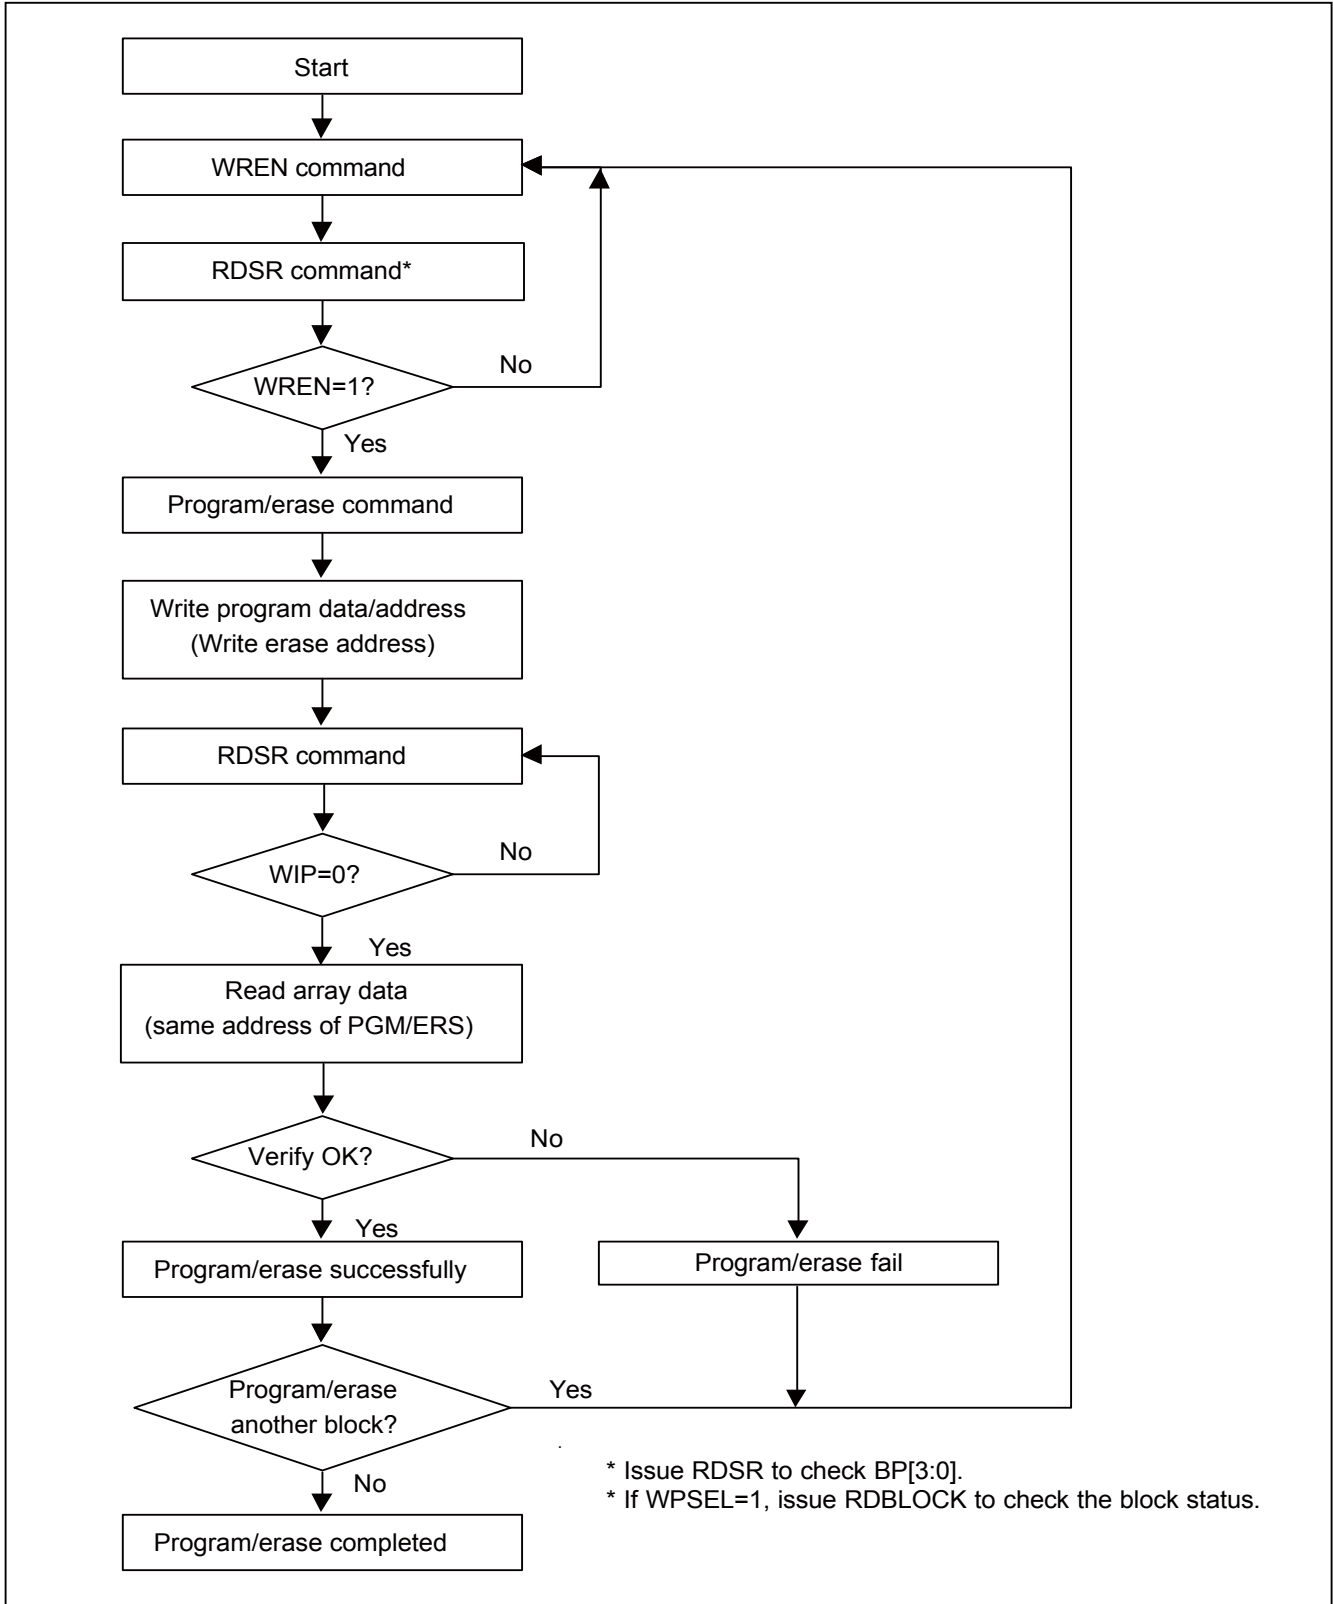 Start
WREN command
RDSR command*
WREN=1?
No
Yes
Program/erase command
Write program data/address
(Write erase address)
RDSR command
WIP=0?
No
Yes
Read array data
(same address of PGM/ERS)
Verify OK?
No
Yes
Program/erase successfully
Program/erase fail
Program/erase
another block?
Yes
No
* Issue RDSR to check BP[3:0].
* If WPSEL=1, issue RDBLOCK to check the block status.
Program/erase completed